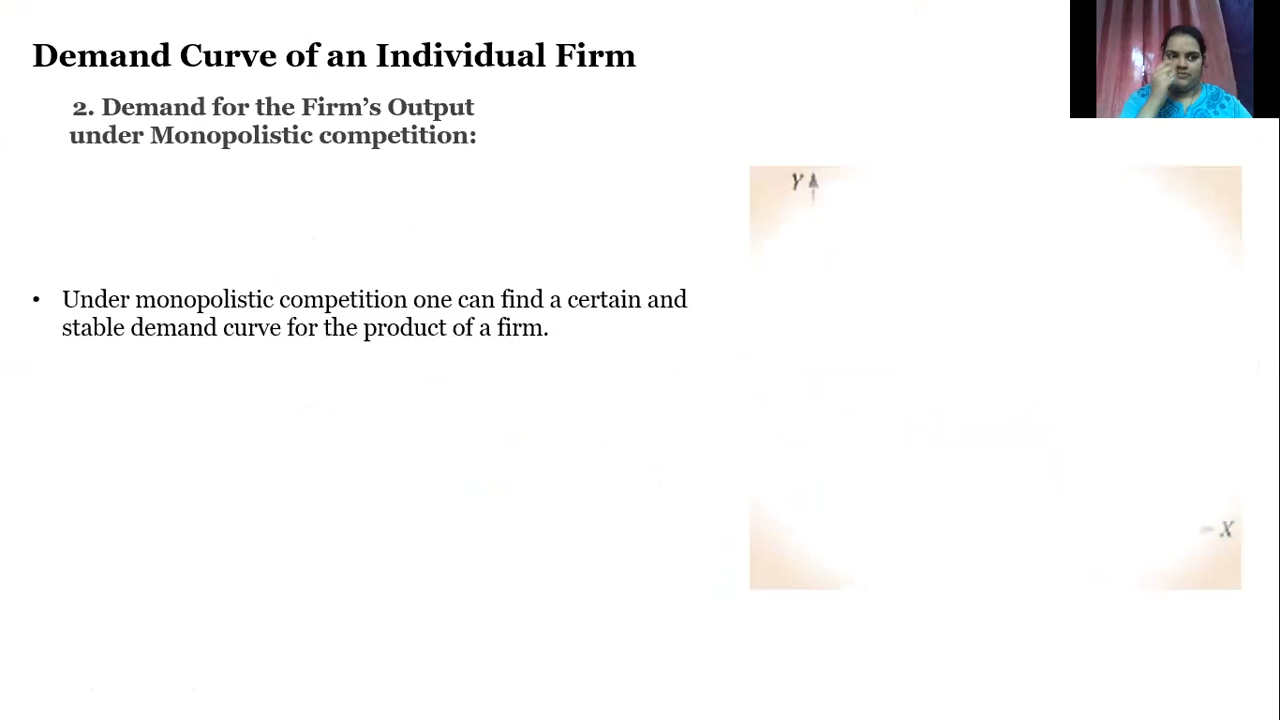 Demand Curve of an Individual Firm
2. Demand for the Firm's Output
under Monopolistic competition:
Y
• Under monopolistic competition one can find a certain and
stable demand curve for the product of a firm.
X